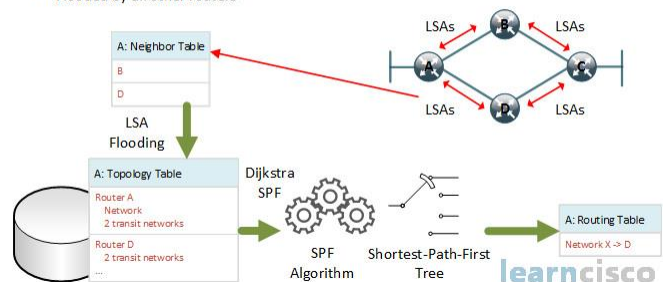 LSAs
B
LSAs
A: Neighbor Table
B
D
A
C
LSAs
D
LSAs
LSA
Flooding
A: Topology Table
Router A
Network
2 transit networks
Router D
2 transit networks
...
Dijkstra
SPF
SPF
Algorithm
Shortest-Path-First
Tree
A: Routing Table
Network X -> D
learncisco